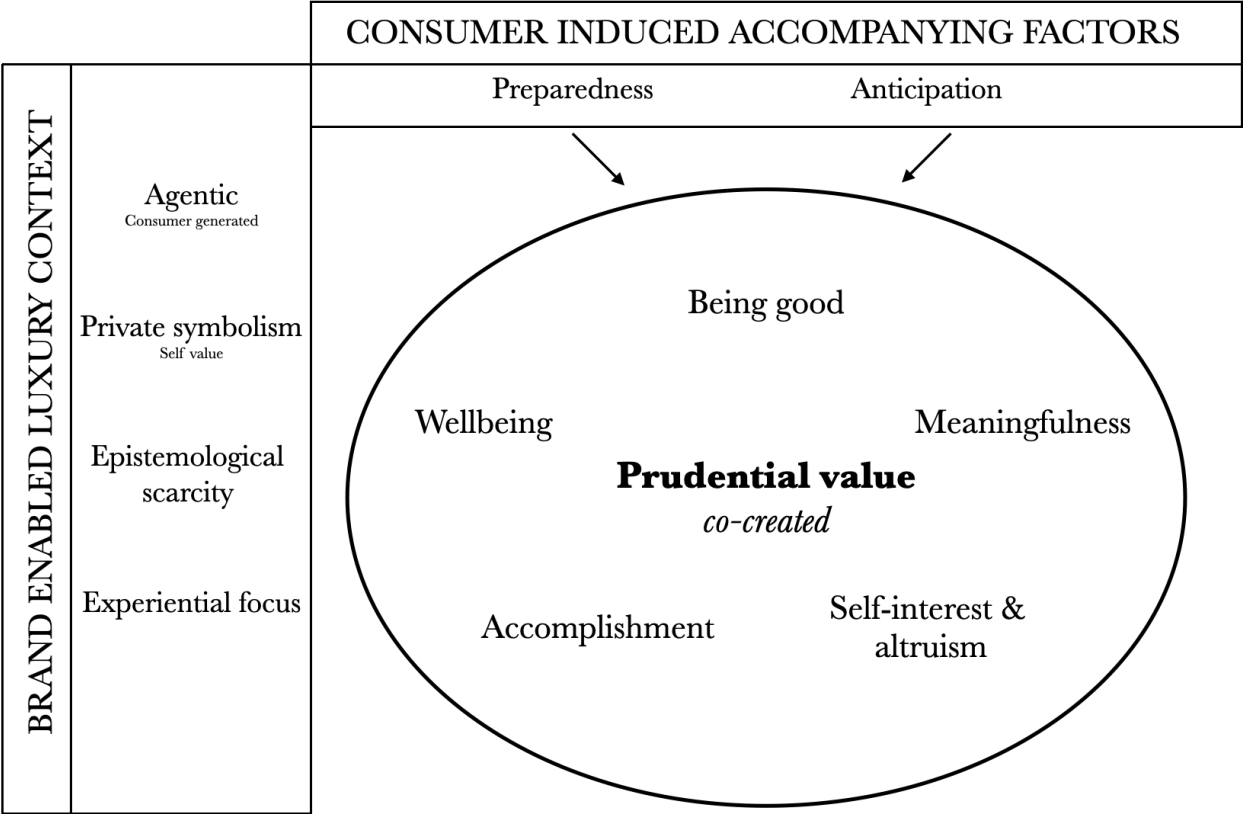 CONSUMER INDUCED ACCOMPANYING FACTORS
Preparedness
Anticipation
BRAND ENABLED LUXURY CONTEXT
Agentic
Consumer generated
Private symbolism
Self value
Epistemological
scarcity
Experiential focus
Being good
Wellbeing
Meaningfulness
Prudential value
co-created
Accomplishment
Self-interest &
altruism